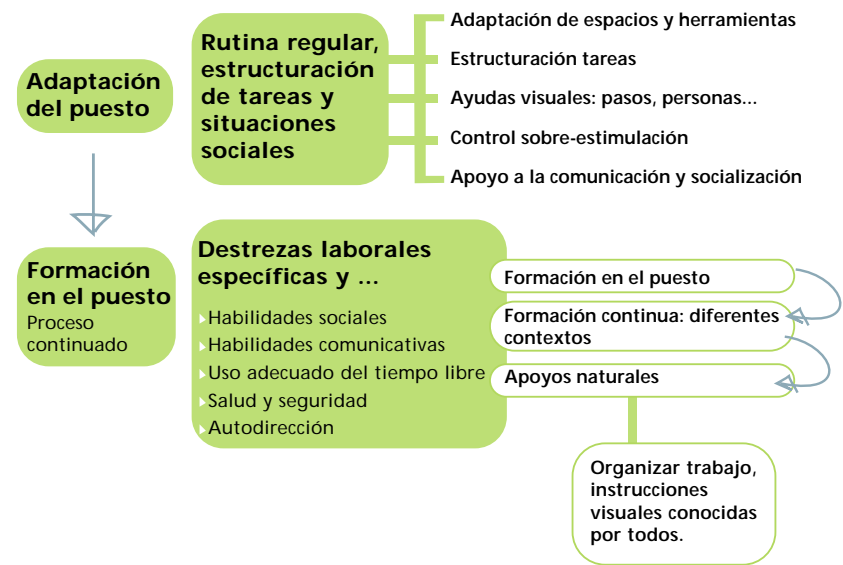 Adaptación
del puesto
Rutina regular,
estructuración
de tareas y
situaciones
sociales
Adaptación de espacios y herramientas
Estructuración tareas
Ayudas visuales: pasos, personas...
Control sobre-estimulación
Apoyo a la comunicación y socialización
Formación
en el puesto
Proceso
continuado
Destrezas laborales
específicas y ...
Habilidades sociales
Habilidades comunicativas
Uso adecuado del tiempo libre
Salud y seguridad
Autodirección
Formación en el puesto
Formación continua: diferentes
contextos
Apoyos naturales
Organizar trabajo,
instrucciones
visuales conocidas
por todos.